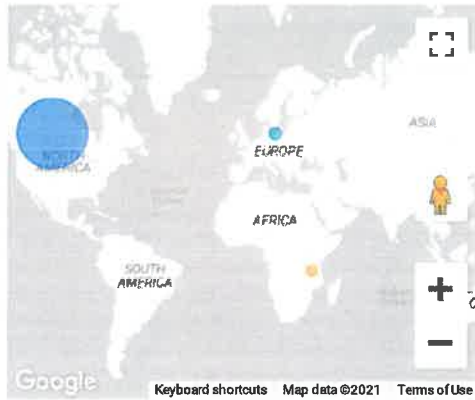 ASIA
EUROPE
NORTH
AMERICA
AFRICA
SOUTH
AMERICA
Google
Keyboard shortcuts Map data ©2021 Terms of Use